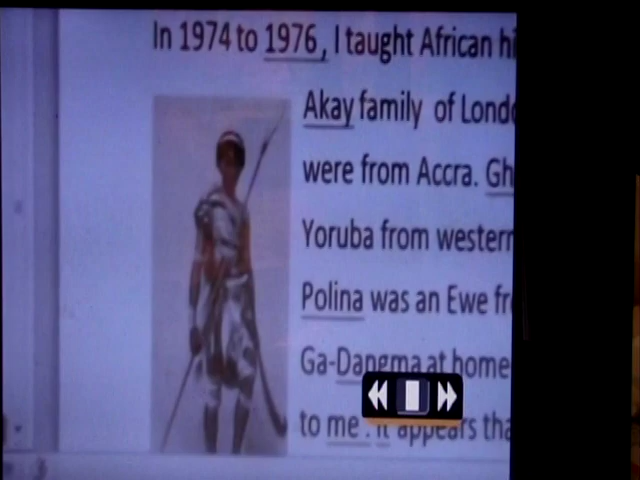 In 1974 to 1976, I taught African hi
Akay family of Lond
were from Accra. Gh
Yoruba from western
Polina was an Ewe fr
Ga-Dangma at home
to me . it appears tha